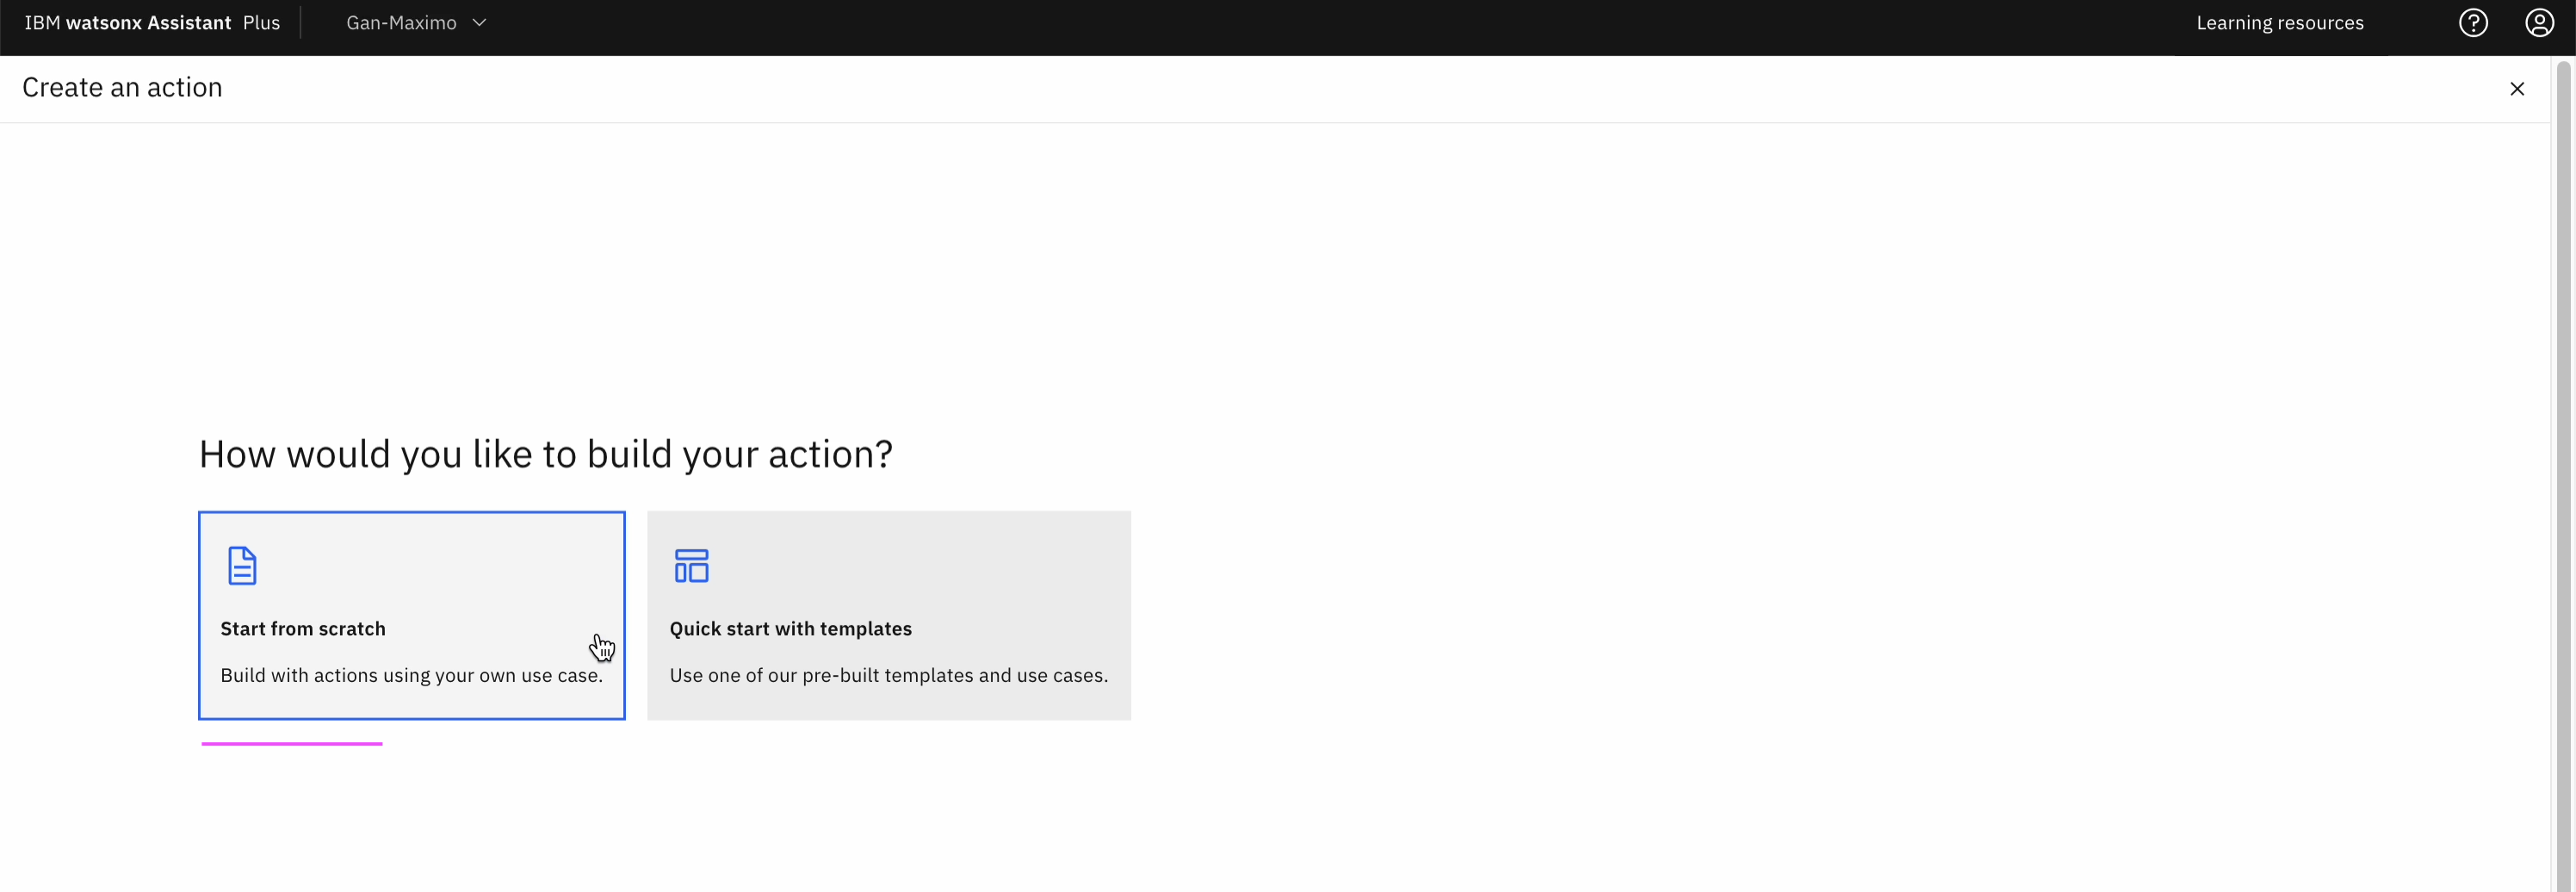 IBM watsonx Assistant Plus Gan-Maximo Learning resources
Create an action
How would you like to build your action?
Start from scratch
Build with actions using your own use case.
Quick start with templates
Use one of our pre-built templates and use cases.